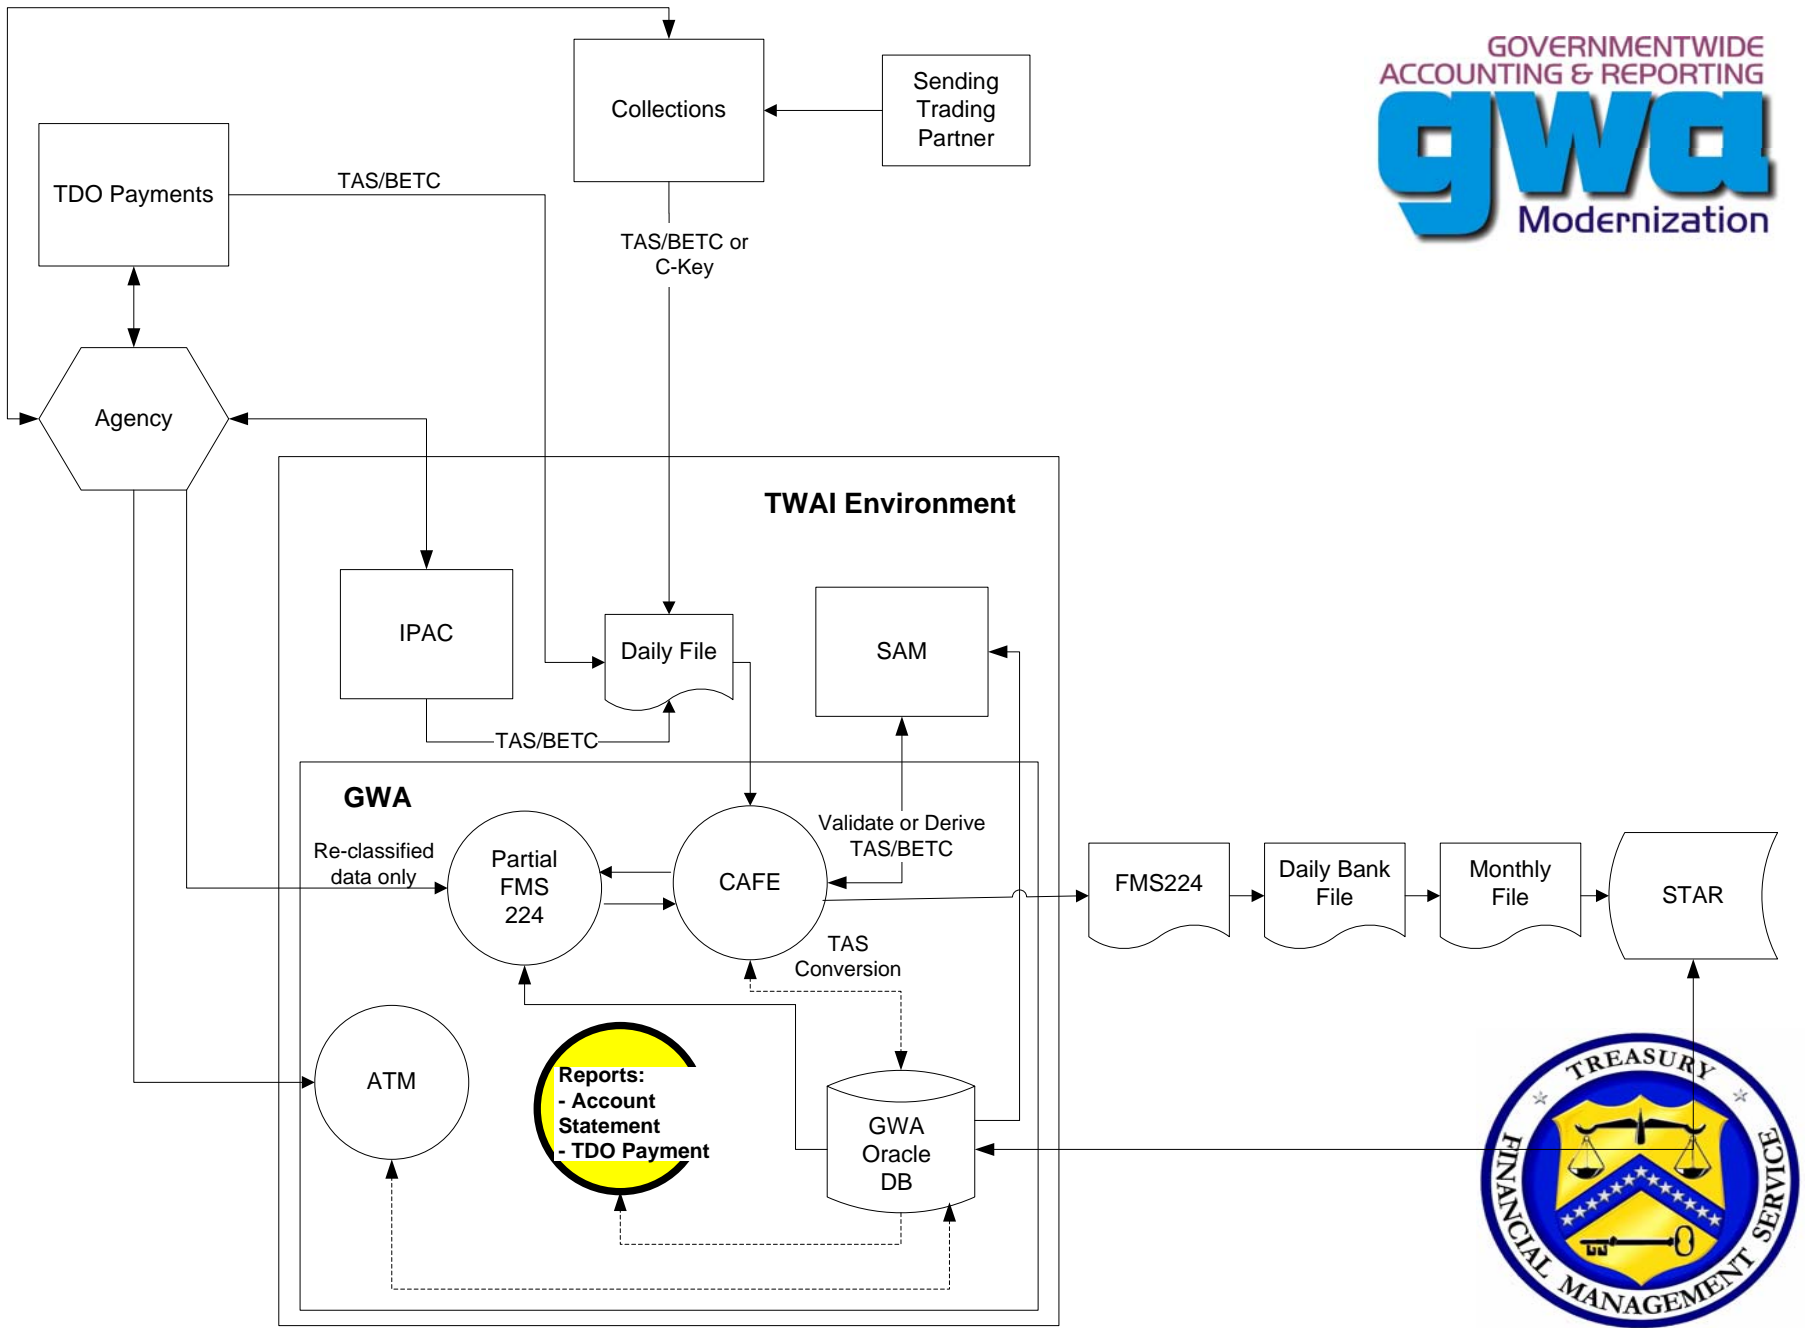 GOVERNMENTWIDE
ACCOUNTING & REPORTING
gwa
Modernization
Collections
Sending
Trading
Partner
TDO Payments
TAS/BETC
TAS/BETC or
C-Key
Agency
TWAI Environment
IPAC
Daily File
SAM
TAS/BETC
GWA
Re-classified
data only
Partial
FMS
224
CAFE
Validate or Derive
TAS/BETC
FMS224
Daily Bank
File
Monthly
File
STAR
TAS
Conversion
ATM
Reports:
- Account
Statement
- TDO Payment
GWA
Oracle
DB
TREASURY
FINANCIAL MANAGEMENT SERVICE